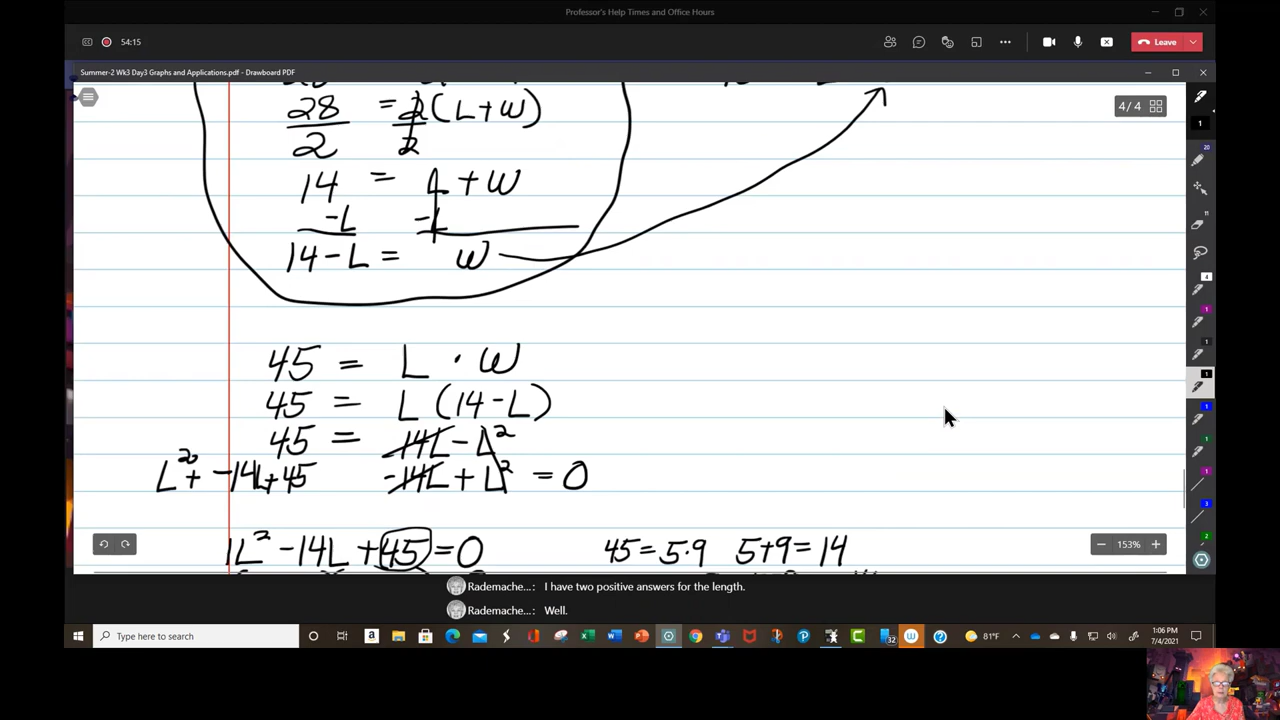 Professor's Help Times and Office Hours
54:15
Leave
Summer-2 Wk3 Day3 Graphs and Applications.pdf - Drawboard PDF
4/4
28 = 2(L+W)
2 2
14 = L + W
-L -L
14 - L = W
45 = L · W
45 = L (14 - L)
45 = 14L - L²
L² + -14L + 45 -14L + L² = 0
1L² - 14L + 45 = 0 45 = 5·9 5+9 = 14
153%
Rademache...: I have two positive answers for the length.
Rademache...: Well.
Type here to search
81°F
1:06 PM
7/4/2021